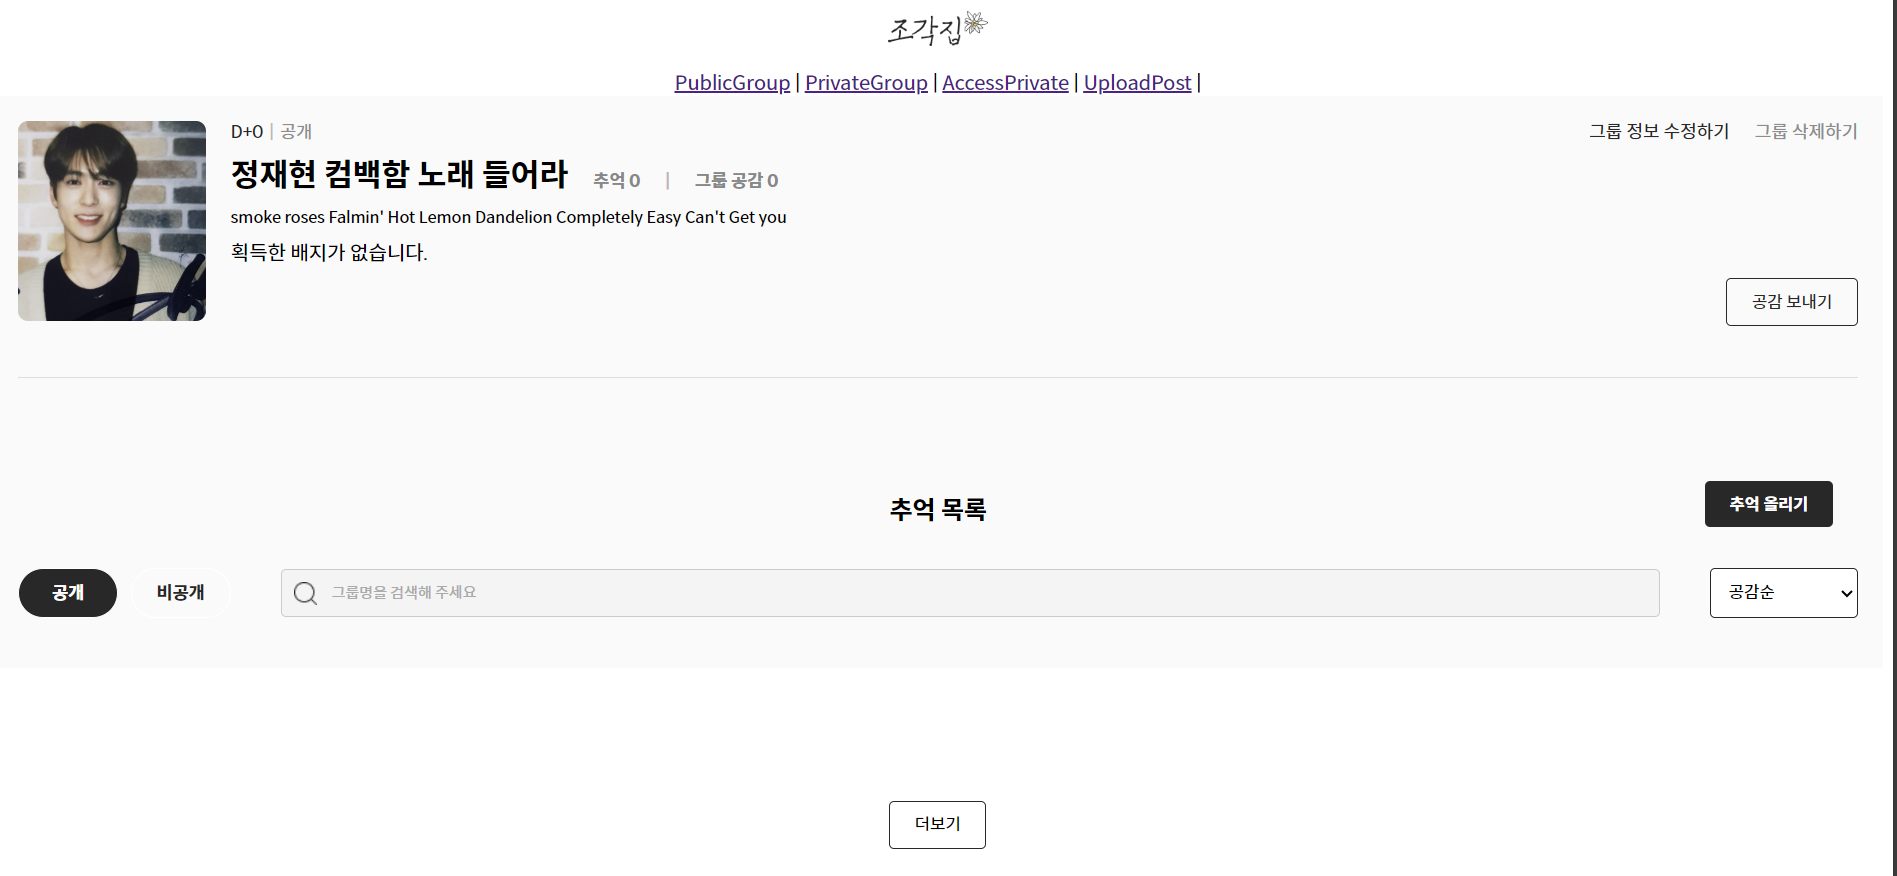 조각집
PublicGroup | PrivateGroup | AccessPrivate | UploadPost |
D+0 | 공개
그룹 정보 수정하기 그룹 삭제하기
정재현 컴백함 노래 들어라 추억 0 | 그룹 공감 0
smoke roses Falmin' Hot Lemon Dandelion Completely Easy Can't Get you
획득한 배지가 없습니다.
공감 보내기
추억 목록
추억 올리기
공개 비공개 그룹명을 검색해 주세요 공감순
더보기